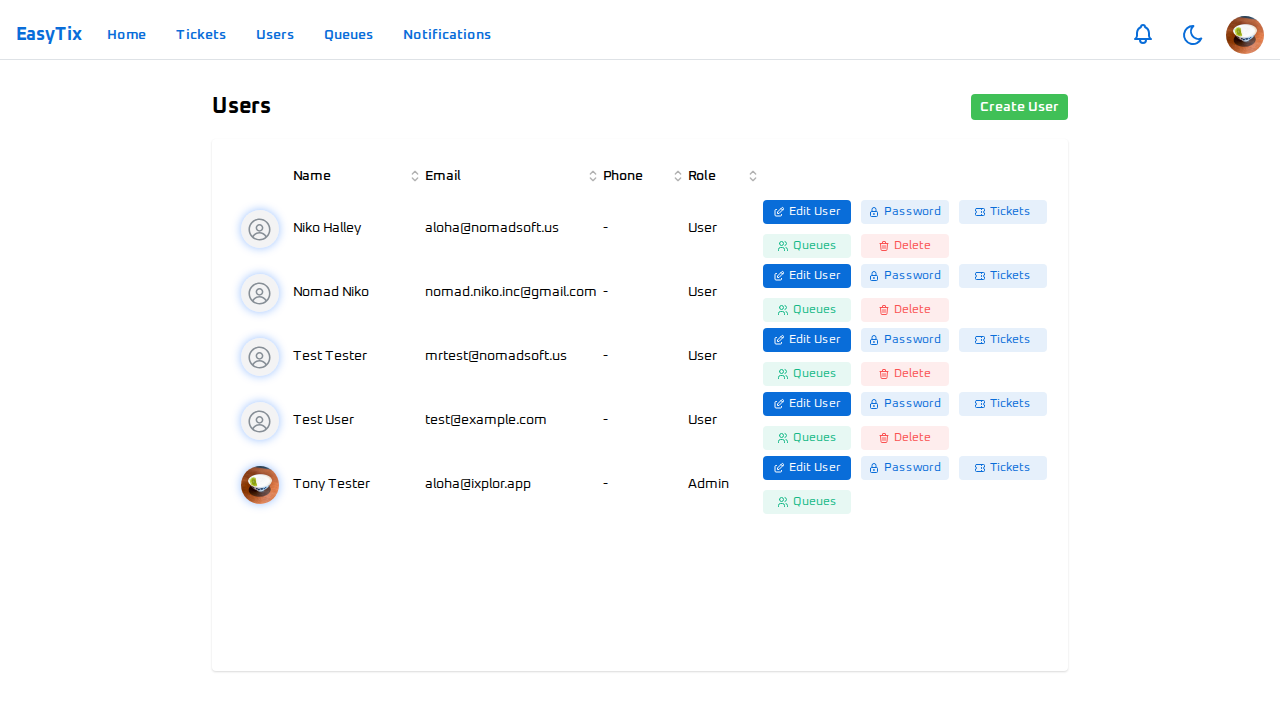 EasyTix Home Tickets Users Queues Notifications
Users Create User
Name Email Phone Role
Niko Halley aloha@nomadsoft.us - User Edit User Password Tickets
Queues Delete
Nomad Niko nomad.niko.inc@gmail.com - User Edit User Password Tickets
Queues Delete
Test Tester mrtest@nomadsoft.us - User Edit User Password Tickets
Queues Delete
Test User test@example.com - User Edit User Password Tickets
Queues Delete
Tony Tester aloha@ixplor.app - Admin Edit User Password Tickets
Queues